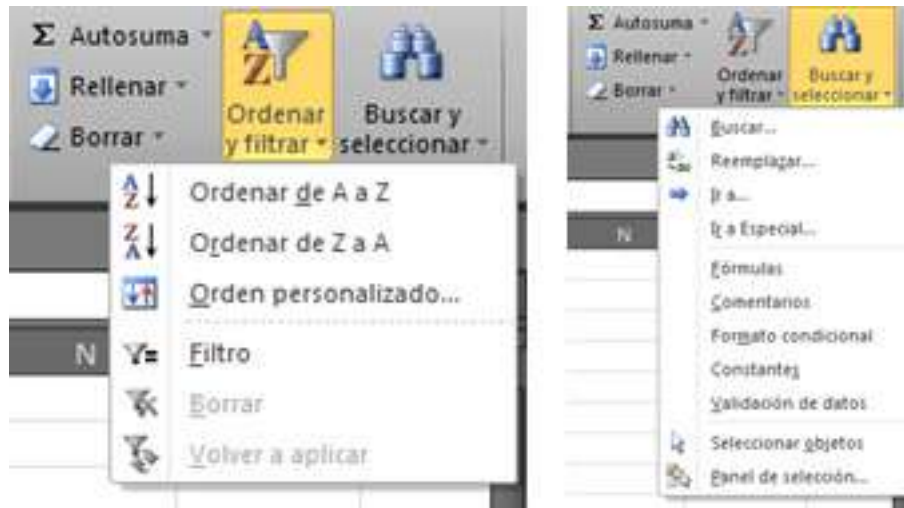 Σ Autosuma
Rellenar
Borrar
Ordenar y filtrar
Buscar y seleccionar
Ordenar de A a Z
Ordenar de Z a A
Orden personalizado...
Filtro
Borrar
Volver a aplicar
N
Σ Autosuma
Rellenar
Borrar
Ordenar y filtrar
Buscar y seleccionar
Buscar...
Reemplazar...
Ir a...
Ir a Especial...
Fórmulas
Comentarios
Formato condicional
Constantes
Validación de datos
Seleccionar objetos
Panel de selección...
N